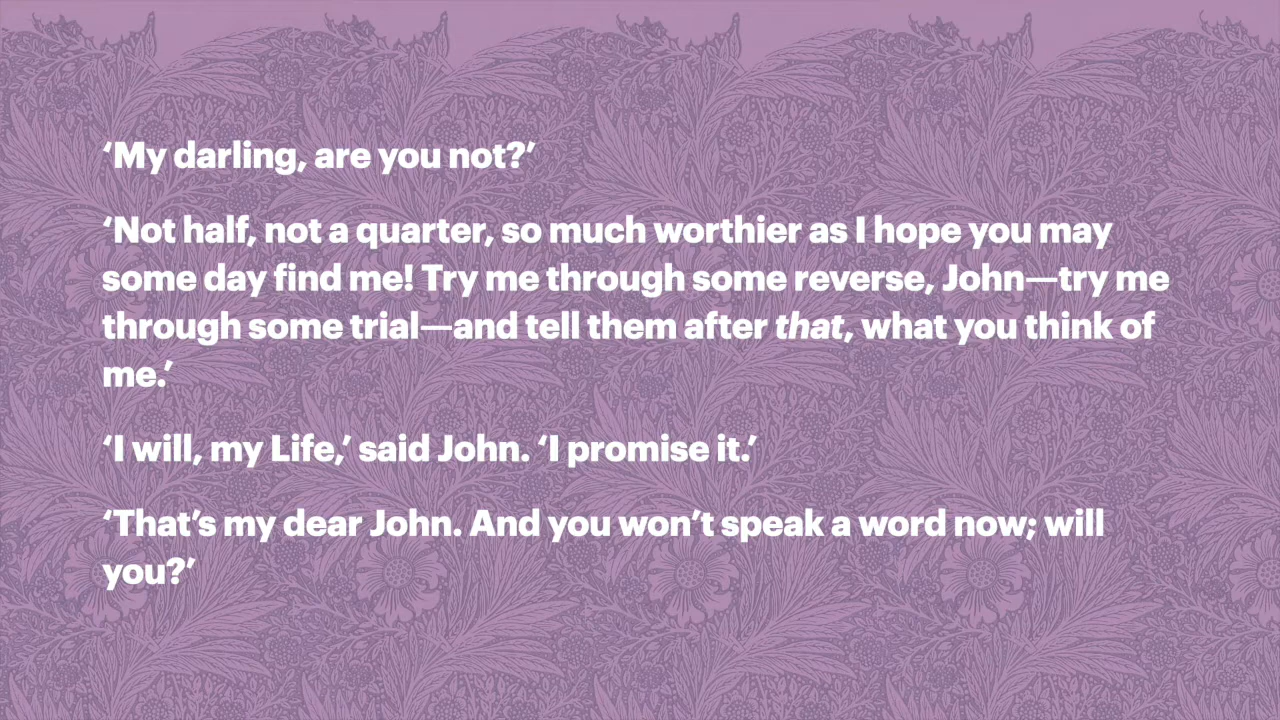 ‘My darling, are you not?’
‘Not half, not a quarter, so much worthier as I hope you may
some day find me! Try me through some reverse, John—try me
through some trial—and tell them after that, what you think of
me.’
‘I will, my Life,’ said John. ‘I promise it.’
‘That’s my dear John. And you won’t speak a word now; will
you?’